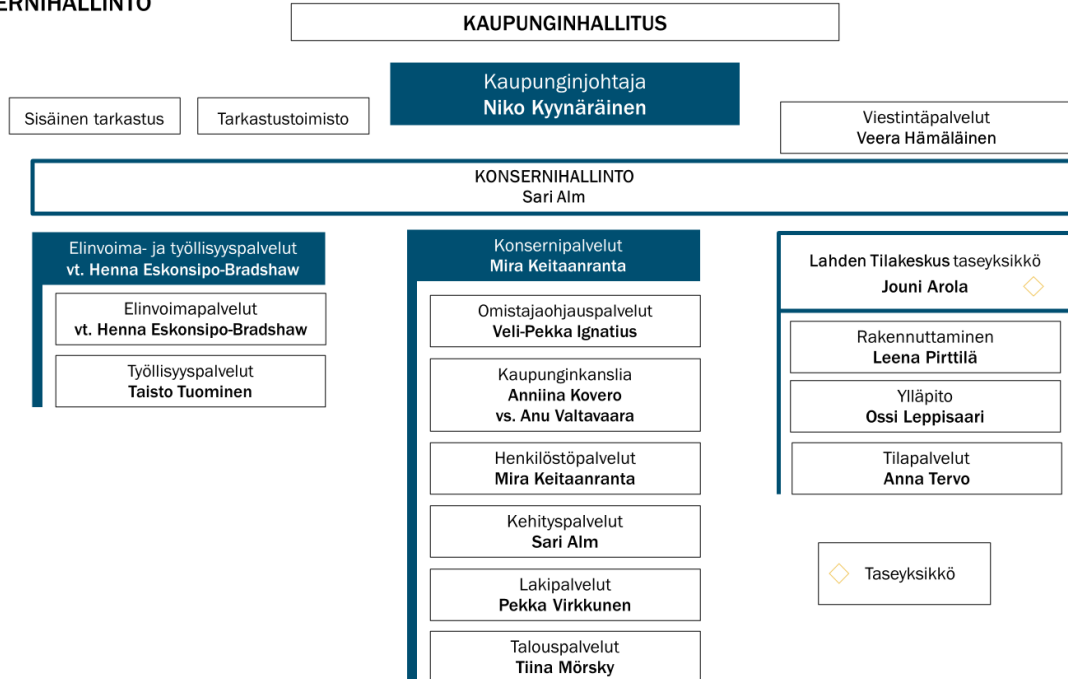 ERNIHALLINTO
KAUPUNGINHALLITUS
Kaupunginjohtaja
Niko Kyynäräinen
Sisäinen tarkastus
Tarkastustoimisto
Viestintäpalvelut
Veera Hämäläinen
KONSERNIHALLINTO
Sari Alm
Elinvoima- ja työllisyyspalvelut
vt. Henna Eskonsipo-Bradshaw
Elinvoimapalvelut
vt. Henna Eskonsipo-Bradshaw
Työllisyyspalvelut
Taisto Tuominen
Konsernipalvelut
Mira Keitaanranta
Omistajaohjauspalvelut
Veli-Pekka Ignatius
Kaupunginkanslia
Anniina Kovero
vs. Anu Valtavaara
Henkilöstöpalvelut
Mira Keitaanranta
Kehityspalvelut
Sari Alm
Lakipalvelut
Pekka Virkkunen
Talouspalvelut
Tiina Mörsky
Lahden Tilakeskus taseyksikkö
Jouni Arola
Rakennuttaminen
Leena Pirttilä
Ylläpito
Ossi Leppisaari
Tilapalvelut
Anna Tervo
Taseyksikkö